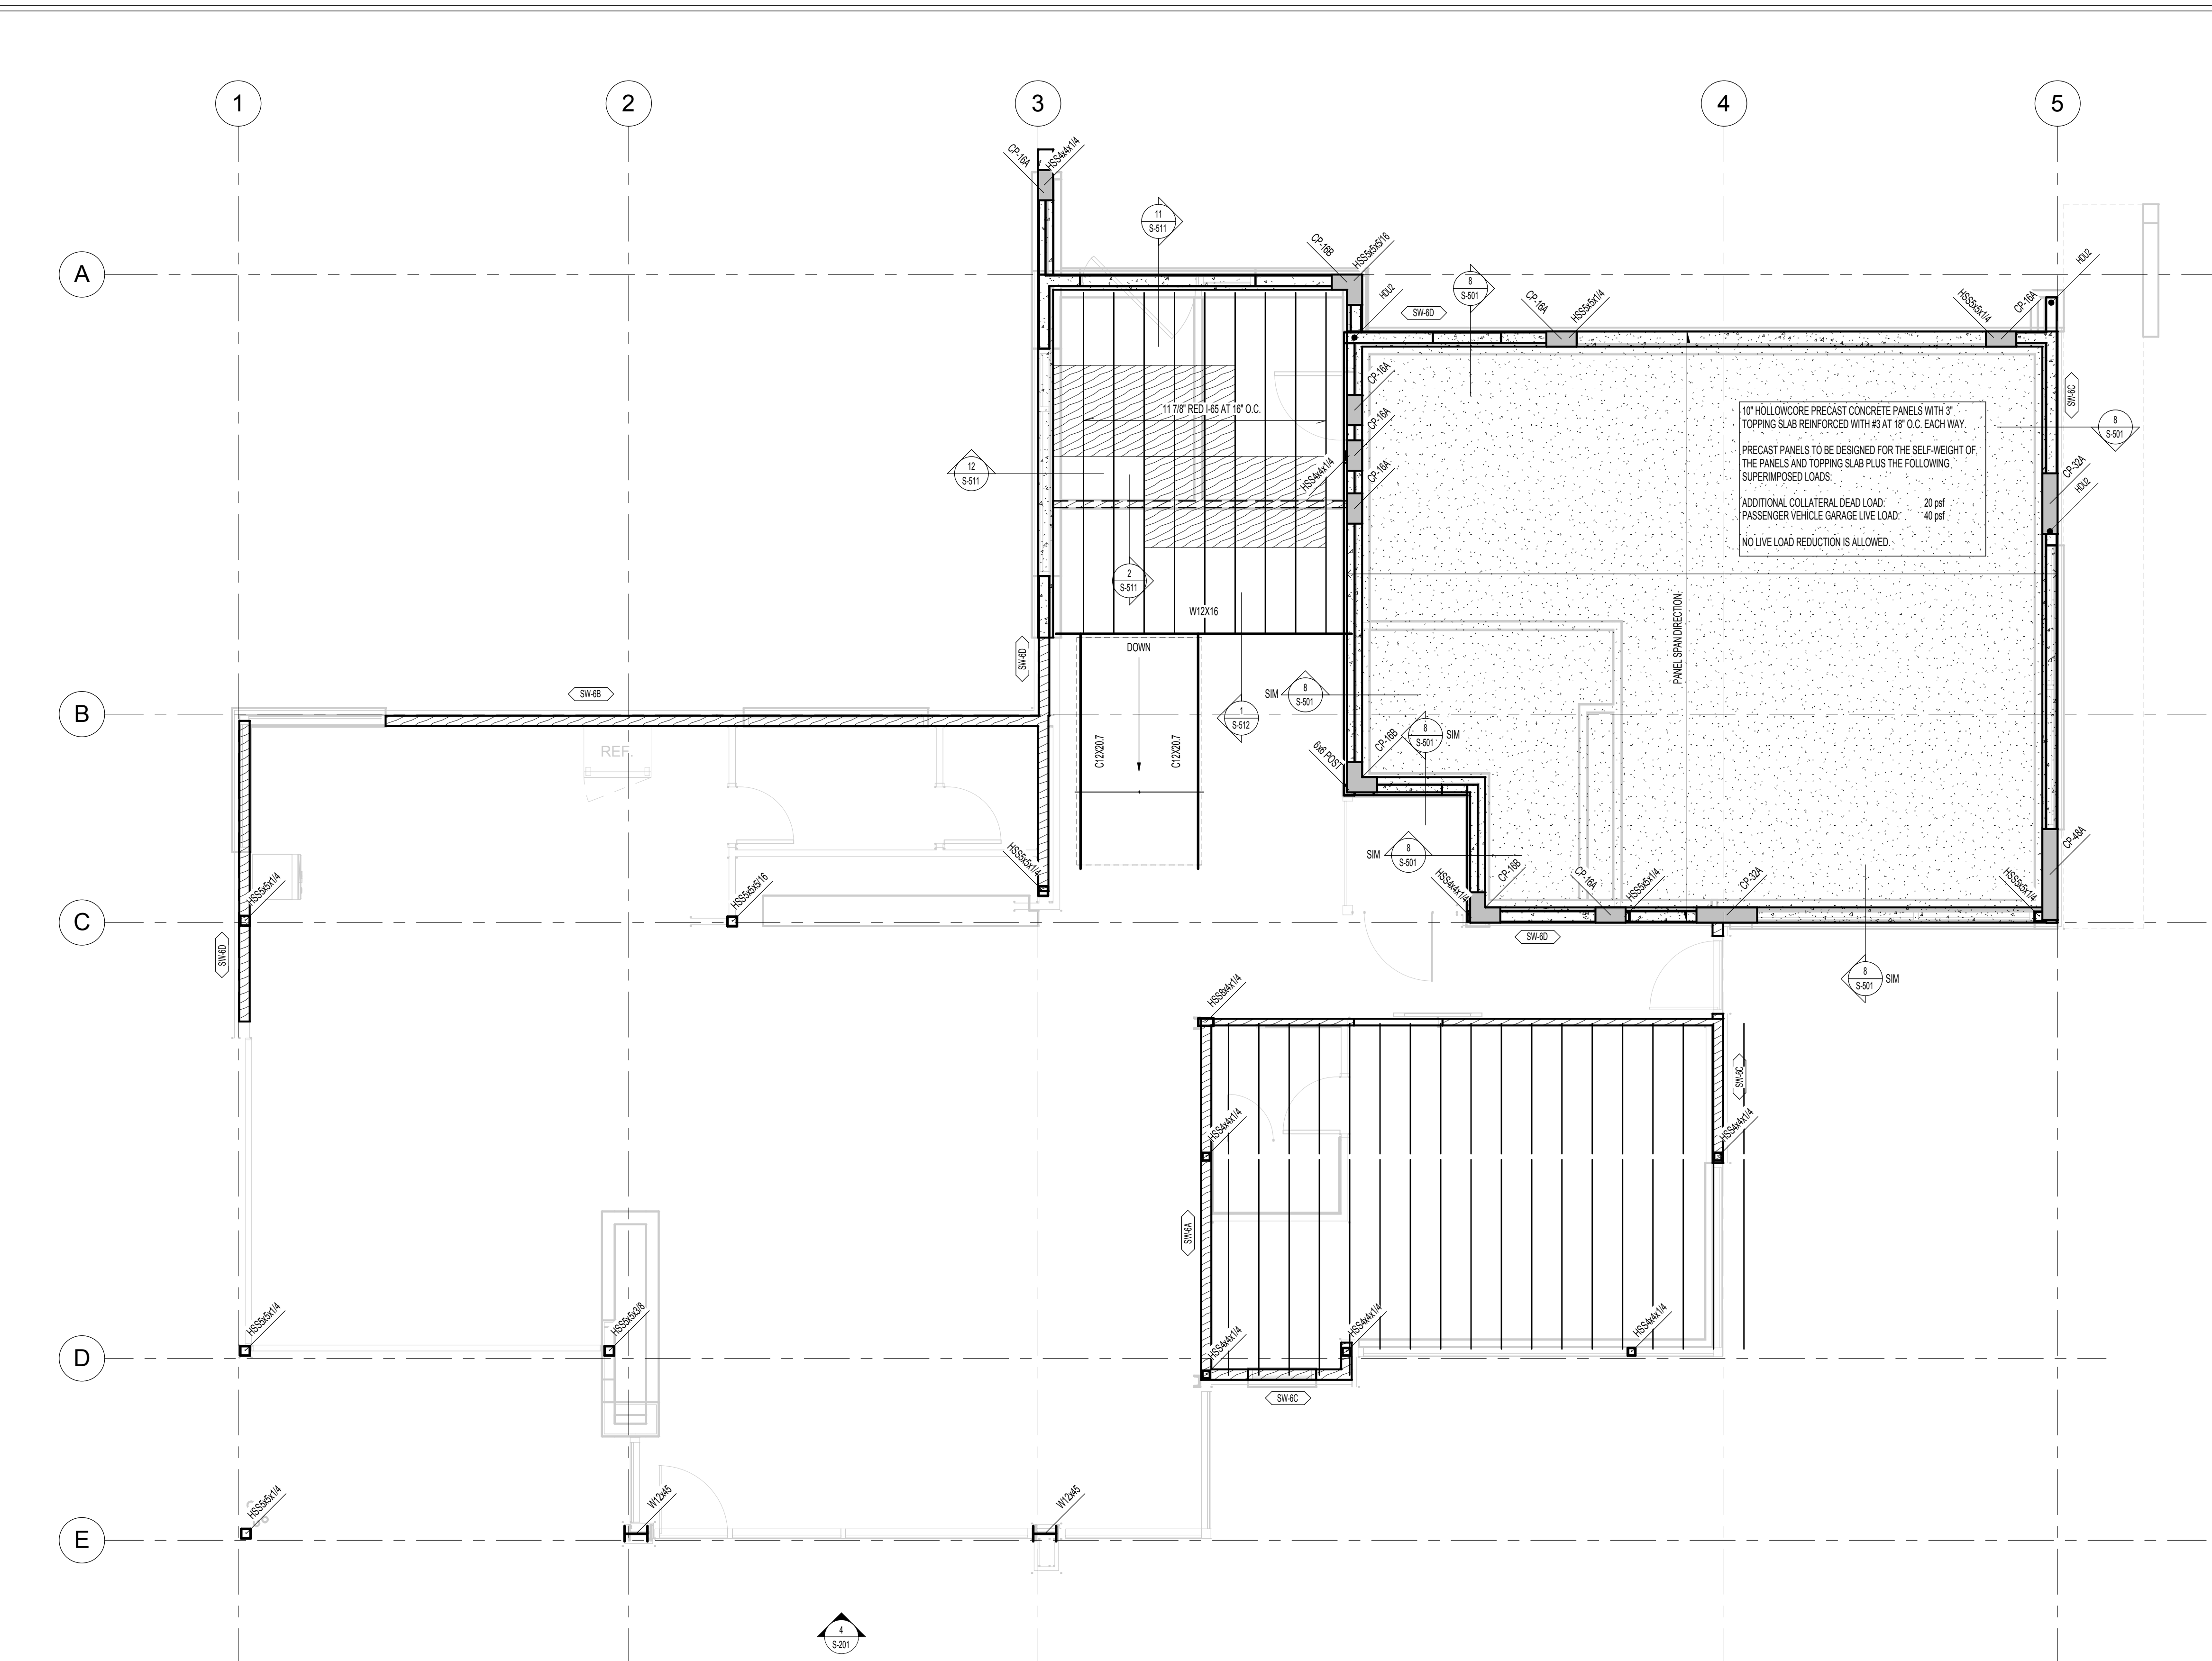 1
2
3
4
5
A
B
C
D
E
CP-16A
HSS4x4x1/4
11
S-511
CP-16B
HSS5x5x5/16
HDU2
SW-6D
8
S-501
CP-16A
HSS5x5x1/4
HSS5x5x1/4
CP-16A
HDU2
SW-6C
8
S-501
11 7/8" RED I-65 AT 16" O.C.
CP-16A
CP-16A
HSS4x4x1/4
CP-16A
12
S-511
2
S-511
W12X16
10" HOLLOWCORE PRECAST CONCRETE PANELS WITH 3"
TOPPING SLAB REINFORCED WITH #3 AT 18" O.C. EACH WAY.
PRECAST PANELS TO BE DESIGNED FOR THE SELF-WEIGHT OF
THE PANELS AND TOPPING SLAB PLUS THE FOLLOWING
SUPERIMPOSED LOADS:
ADDITIONAL COLLATERAL DEAD LOAD: 20 psf
PASSENGER VEHICLE GARAGE LIVE LOAD: 40 psf
NO LIVE LOAD REDUCTION IS ALLOWED.
CP-32A
HDU2
PANEL SPAN DIRECTION
SW-6D
DOWN
SW-6B
SIM
8
S-501
1
S-512
C12X20.7
C12X20.7
6x6 POST
CP-16B
8
S-501
SIM
REF.
SIM
8
S-501
CP-48A
HSS5x5x1/4
HSS5x5x5/16
HSS5x5x1/4
HSS4x4x1/4
CP-16B
CP-16A
HSS5x5x1/4
CP-32A
HSS5x5x1/4
SW-6D
SW-6D
8
S-501
SIM
HSS8x4x1/4
SW-6C
HSS4x4x1/4
HSS4x4x1/4
SW-6A
HSS5x5x1/4
HSS5x5x3/8
HSS4x4x1/4
HSS4x4x1/4
HSS4x4x1/4
SW-6C
HSS5x5x1/4
W12x45
W12x45
4
S-201